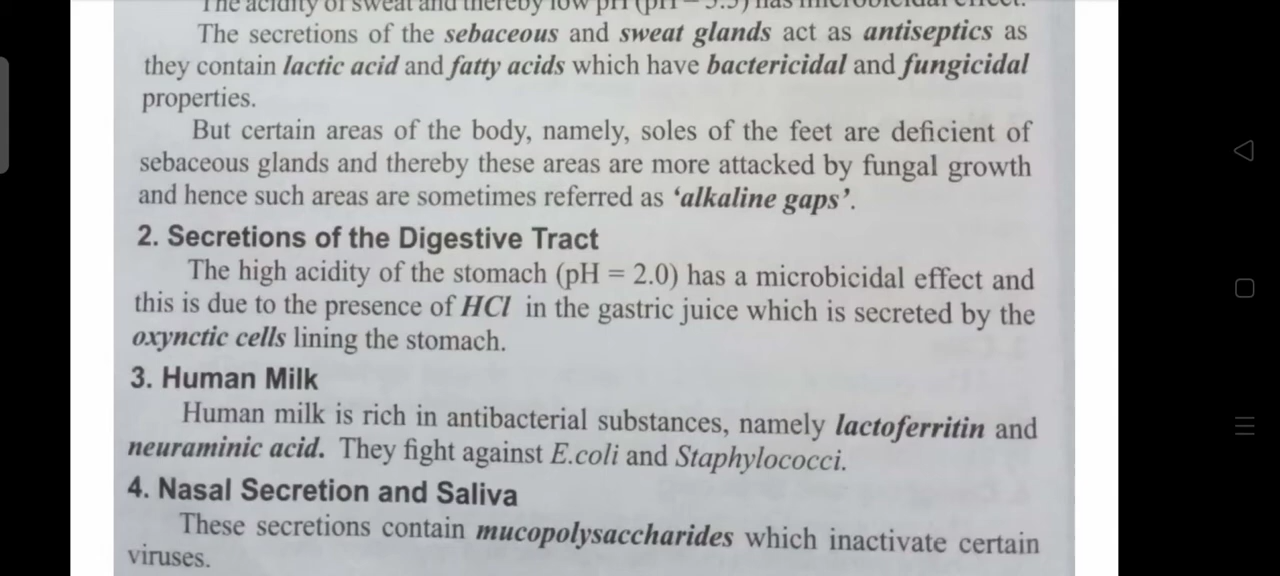 The acidity of sweat and thereby low pH (pH = 5.5) has microbicidal effect.
The secretions of the sebaceous and sweat glands act as antiseptics as
they contain lactic acid and fatty acids which have bactericidal and fungicidal
properties.
But certain areas of the body, namely, soles of the feet are deficient of
sebaceous glands and thereby these areas are more attacked by fungal growth
and hence such areas are sometimes referred as ‘alkaline gaps’.
2. Secretions of the Digestive Tract
The high acidity of the stomach (pH = 2.0) has a microbicidal effect and
this is due to the presence of HCl in the gastric juice which is secreted by the
oxynctic cells lining the stomach.
3. Human Milk
Human milk is rich in antibacterial substances, namely lactoferritin and
neuraminic acid. They fight against E.coli and Staphylococci.
4. Nasal Secretion and Saliva
These secretions contain mucopolysaccharides which inactivate certain
viruses.